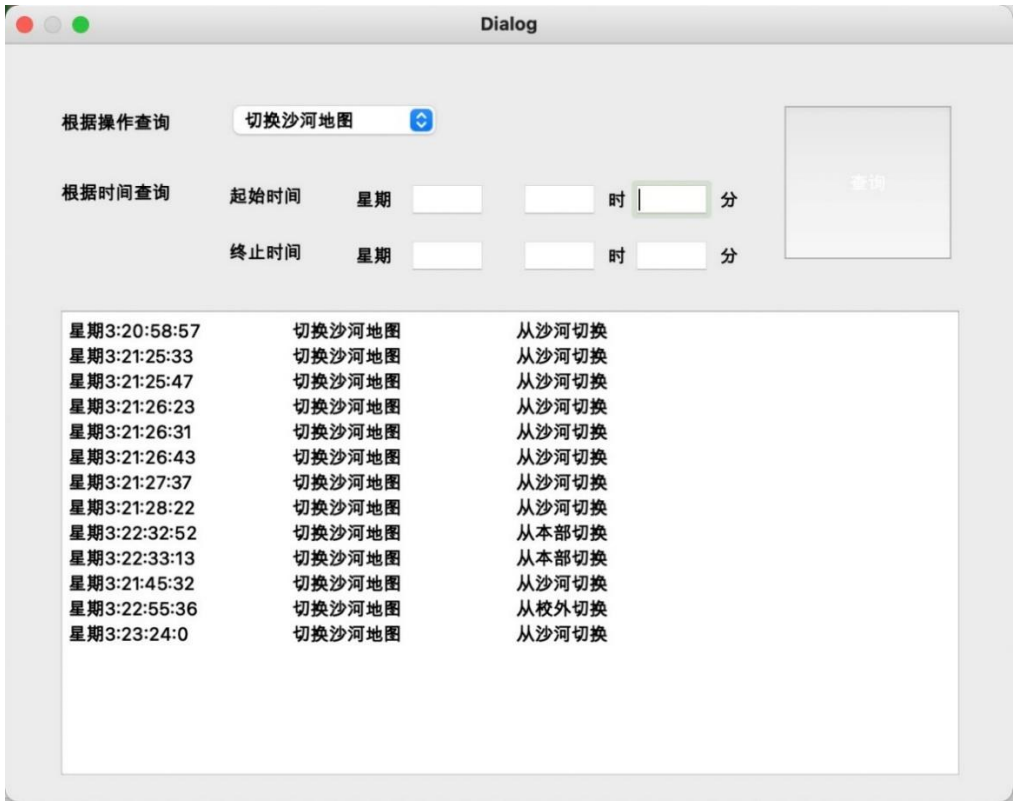 Dialog
根据操作查询 切换沙河地图 查询
根据时间查询 起始时间 星期 时 分
终止时间 星期 时 分
星期3:20:58:57 切换沙河地图 从沙河切换
星期3:21:25:33 切换沙河地图 从沙河切换
星期3:21:25:47 切换沙河地图 从沙河切换
星期3:21:26:23 切换沙河地图 从沙河切换
星期3:21:26:31 切换沙河地图 从沙河切换
星期3:21:26:43 切换沙河地图 从沙河切换
星期3:21:27:37 切换沙河地图 从沙河切换
星期3:21:28:22 切换沙河地图 从沙河切换
星期3:22:32:52 切换沙河地图 从本部切换
星期3:22:33:13 切换沙河地图 从本部切换
星期3:21:45:32 切换沙河地图 从沙河切换
星期3:22:55:36 切换沙河地图 从校外切换
星期3:23:24:0 切换沙河地图 从沙河切换